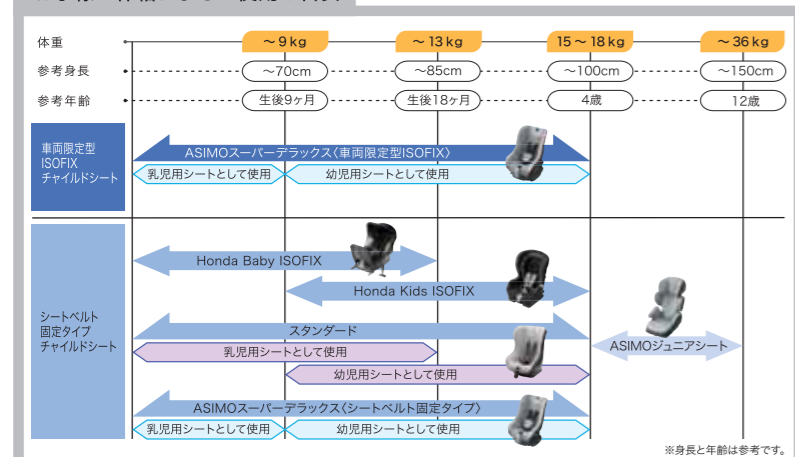 体重
～9kg
～13kg
15～18kg
～36kg
参考身長
～70cm
～85cm
～100cm
～150cm
参考年齢
生後9ヶ月
生後18ヶ月
4歳
12歳
車両限定型
ISOFIX
チャイルドシート
ASIMOスーパーデラックス〈車両限定型ISOFIX〉
乳児用シートとして使用
幼児用シートとして使用
Honda Baby ISOFIX
Honda Kids ISOFIX
シートベルト
固定タイプ
チャイルドシート
スタンダード
ASIMOジュニアシート
乳児用シートとして使用
幼児用シートとして使用
ASIMOスーパーデラックス〈シートベルト固定タイプ〉
乳児用シートとして使用
幼児用シートとして使用
※身長と年齢は参考です。